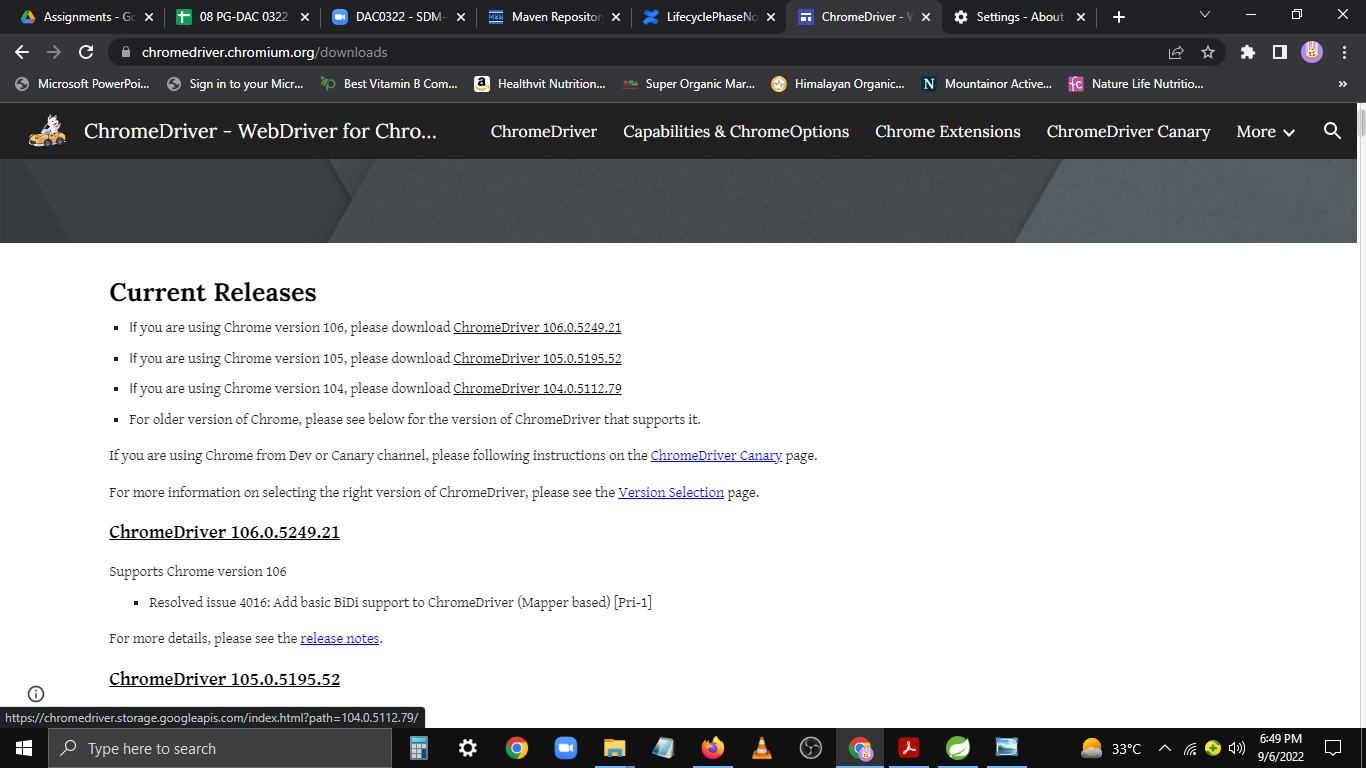 Assignments - Go
08 PG-DAC 0322
DAC0322 - SDM-
Maven Repositor
LifecyclePhaseNo
ChromeDriver - W
Settings - About
chromedriver.chromium.org/downloads
Microsoft PowerPoi...
Sign in to your Micr...
Best Vitamin B Com...
Healthvit Nutrition...
Super Organic Mar...
Himalayan Organic...
Mountainor Active...
Nature Life Nutritio...
ChromeDriver - WebDriver for Chro...
ChromeDriver
Capabilities & ChromeOptions
Chrome Extensions
ChromeDriver Canary
More
Current Releases
If you are using Chrome version 106, please download ChromeDriver 106.0.5249.21
If you are using Chrome version 105, please download ChromeDriver 105.0.5195.52
If you are using Chrome version 104, please download ChromeDriver 104.0.5112.79
For older version of Chrome, please see below for the version of ChromeDriver that supports it.
If you are using Chrome from Dev or Canary channel, please following instructions on the ChromeDriver Canary page.
For more information on selecting the right version of ChromeDriver, please see the Version Selection page.
ChromeDriver 106.0.5249.21
Supports Chrome version 106
Resolved issue 4016: Add basic BiDi support to ChromeDriver (Mapper based) [Pri-1]
For more details, please see the release notes.
ChromeDriver 105.0.5195.52
https://chromedriver.storage.googleapis.com/index.html?path=104.0.5112.79/
Type here to search
33°C
6:49 PM
9/6/2022